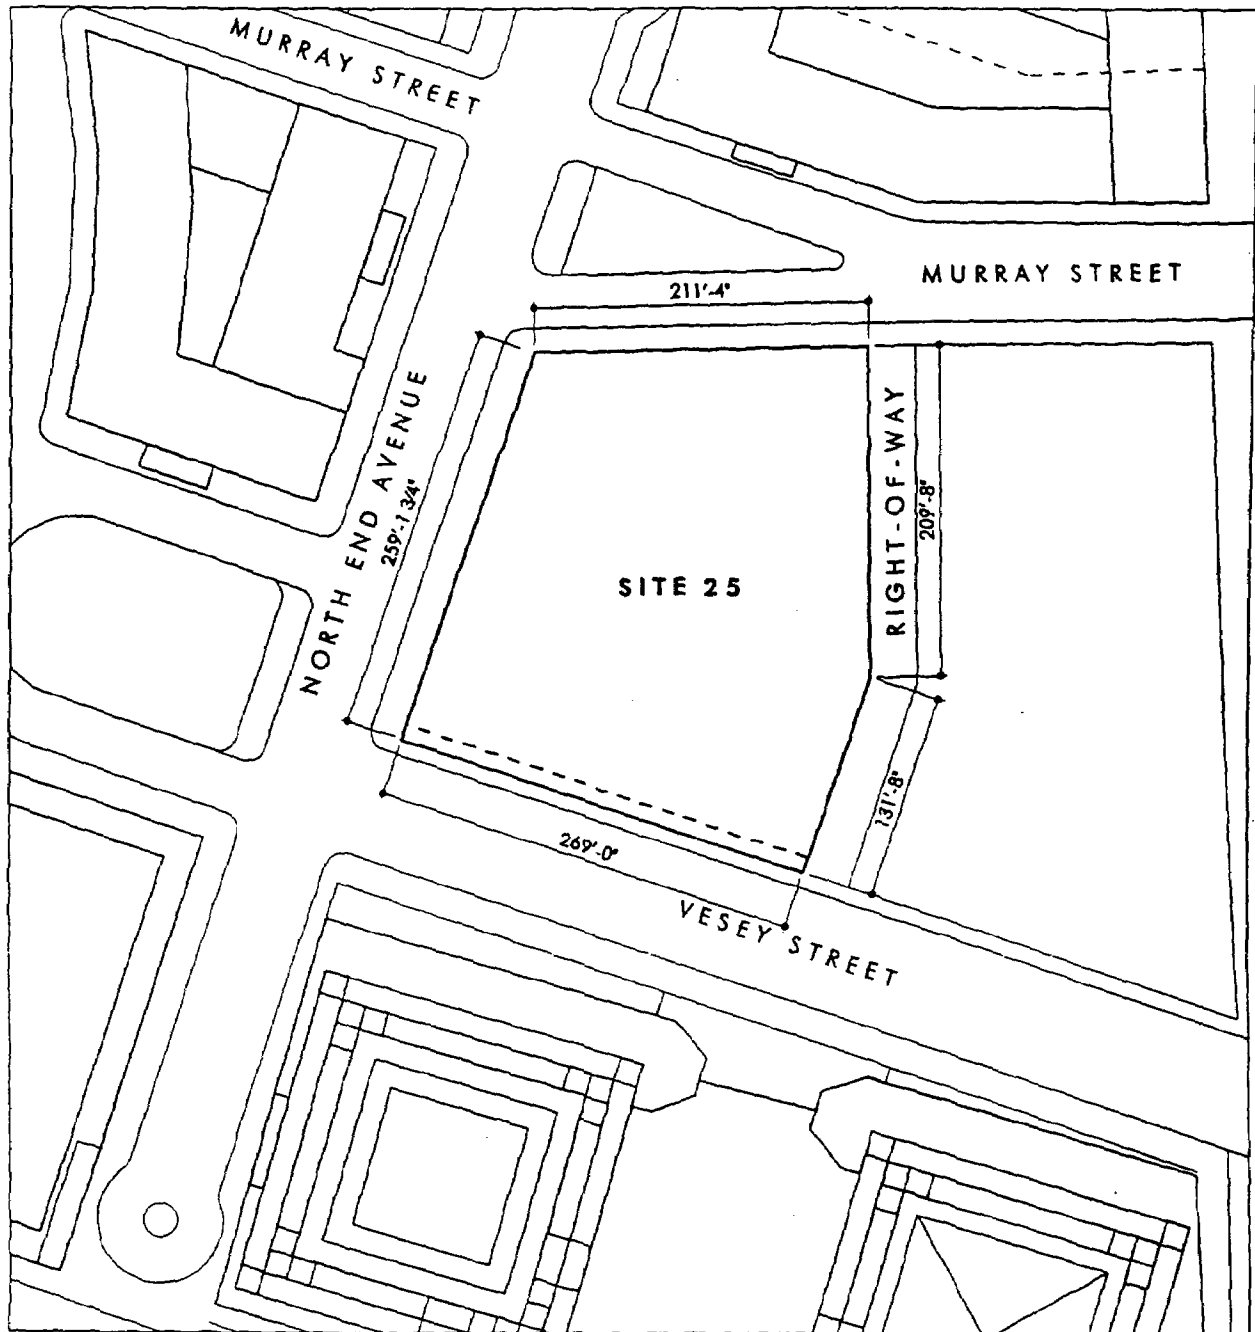 MURRAY STREET
MURRAY STREET
211'-4"
NORTH END AVENUE
259'-1 3/4"
RIGHT-OF-WAY
209'-8"
SITE 25
131'-8"
269'-0"
VESEY STREET